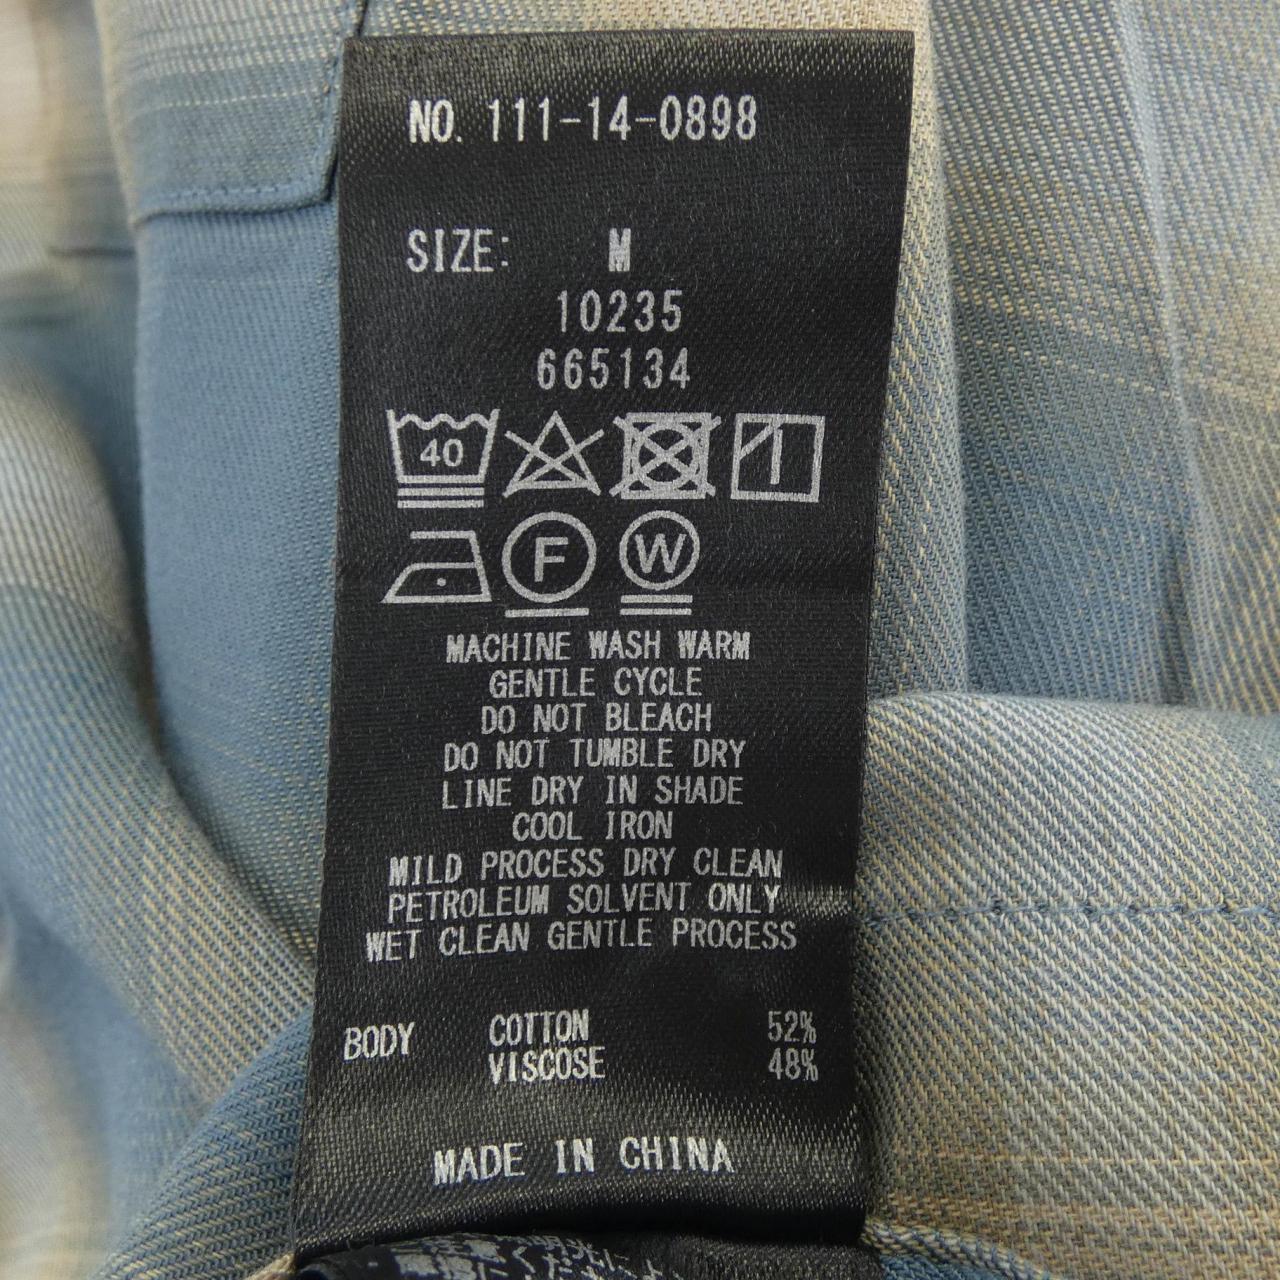 NO. 111-14-0898
SIZE: M
10235
665134
40
F W
MACHINE WASH WARM
GENTLE CYCLE
DO NOT BLEACH
DO NOT TUMBLE DRY
LINE DRY IN SHADE
COOL IRON
MILD PROCESS DRY CLEAN
PETROLEUM SOLVENT ONLY
WET CLEAN GENTLE PROCESS
BODY COTTON 52%
VISCOSE 48%
MADE IN CHINA